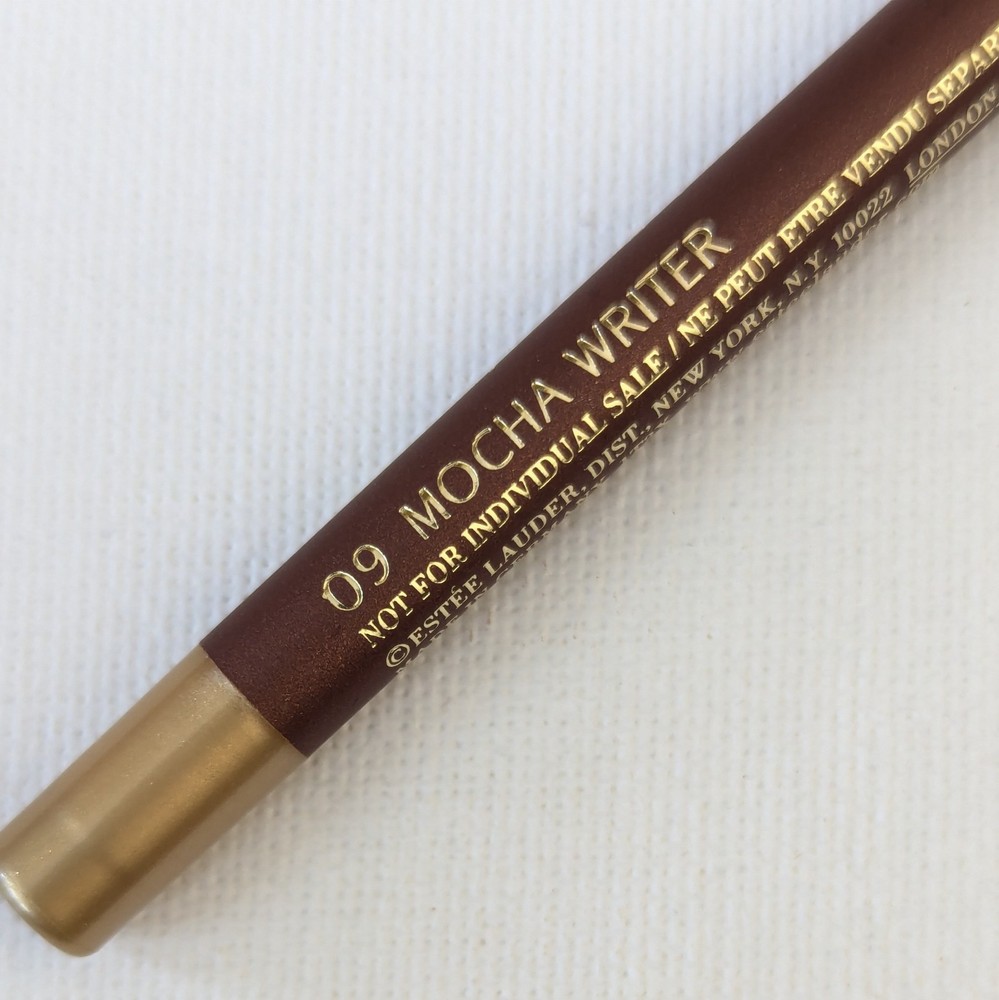 09 MOCHA WRITER
NOT FOR INDIVIDUAL SALE / NE PEUT ETRE VENDU SEPAR
©ESTÉE LAUDER, DIST., NEW YORK, N.Y. 10022 LONDON